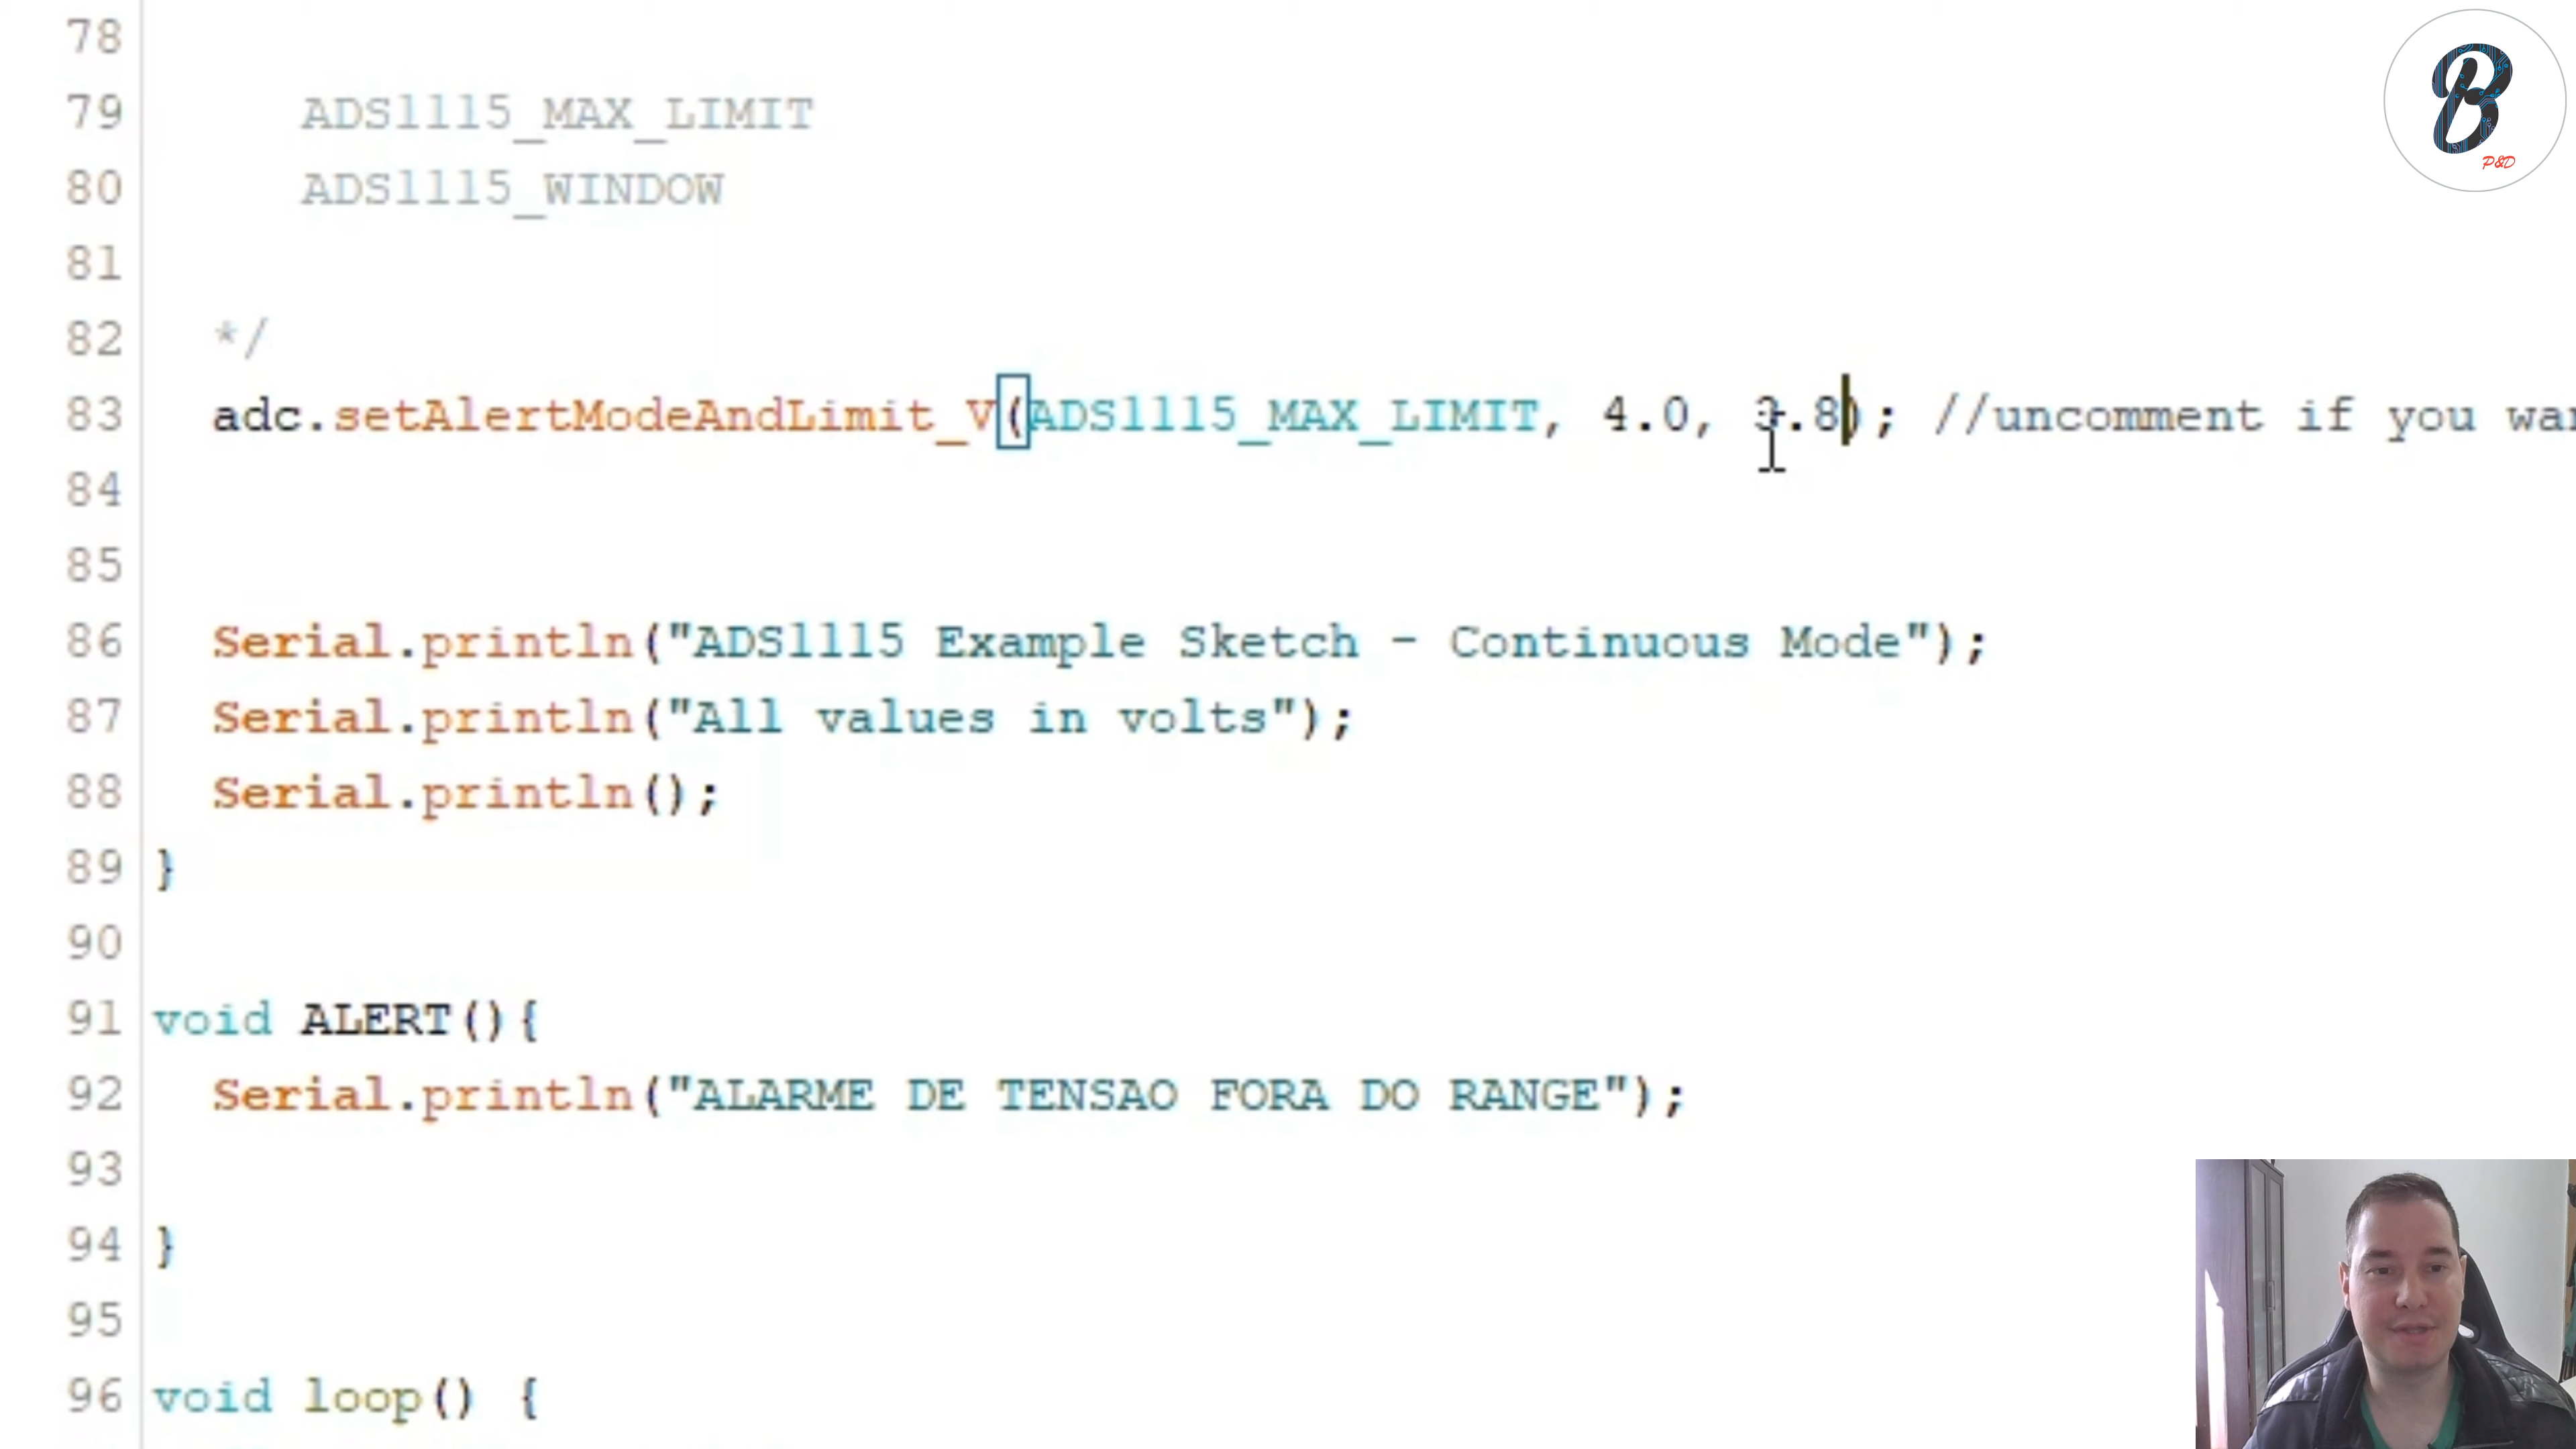 78
79 ADS1115_MAX_LIMIT
80 ADS1115_WINDOW
81
82 */
83 adc.setAlertModeAndLimit_V(ADS1115_MAX_LIMIT, 4.0, 3.8); //uncomment if you
84
85
86 Serial.println("ADS1115 Example Sketch - Continuous Mode");
87 Serial.println("All values in volts");
88 Serial.println();
89 }
90
91 void ALERT(){
92 Serial.println("ALARME DE TENSAO FORA DO RANGE");
93
94 }
95
96 void loop() {
B
P&D